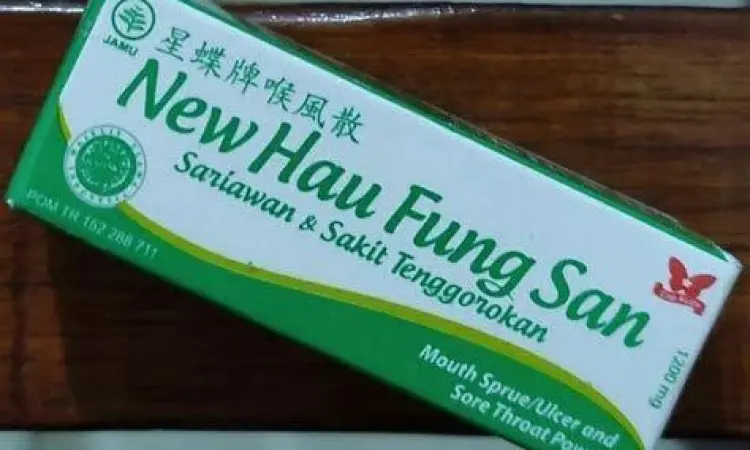 JAMU
星蝶牌喉風散
New Hau Fung San
Sariawan & Sakit Tenggorokan
POM TR 152 288 711
Mouth Sprue/Ulcer and
Sore Throat
1200 mg